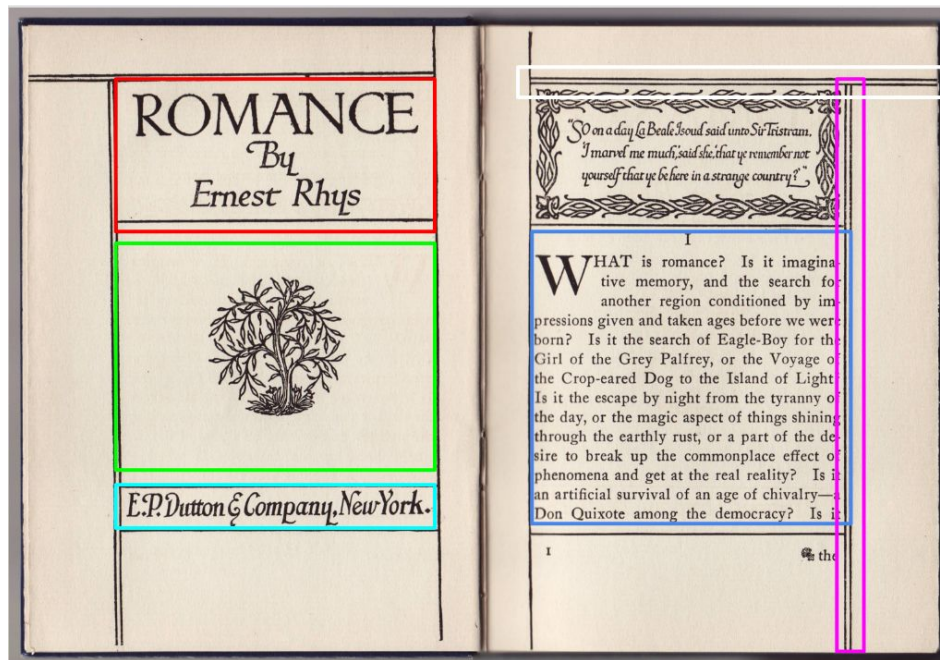 ROMANCE
By
Ernest Rhys
E.P. Dutton & Company, New York.
"SO on a day La Beale Isoud said unto Sir Tristram.
'I marvel me much,' said she, 'that ye remember not
yourself that ye be here in a strange country?'"
I
WHAT is romance? Is it imagina-
tive memory, and the search for
another region conditioned by im-
pressions given and taken ages before we were
born? Is it the search of Eagle-Boy for the
Girl of the Grey Palfrey, or the Voyage of
the Crop-eared Dog to the Island of Light?
Is it the escape by night from the tyranny of
the day, or the magic aspect of things shining
through the earthly rust, or a part of the de-
sire to break up the commonplace effect of
phenomena and get at the real reality? Is it
an artificial survival of an age of chivalry—a
Don Quixote among the democracy? Is it
1
the